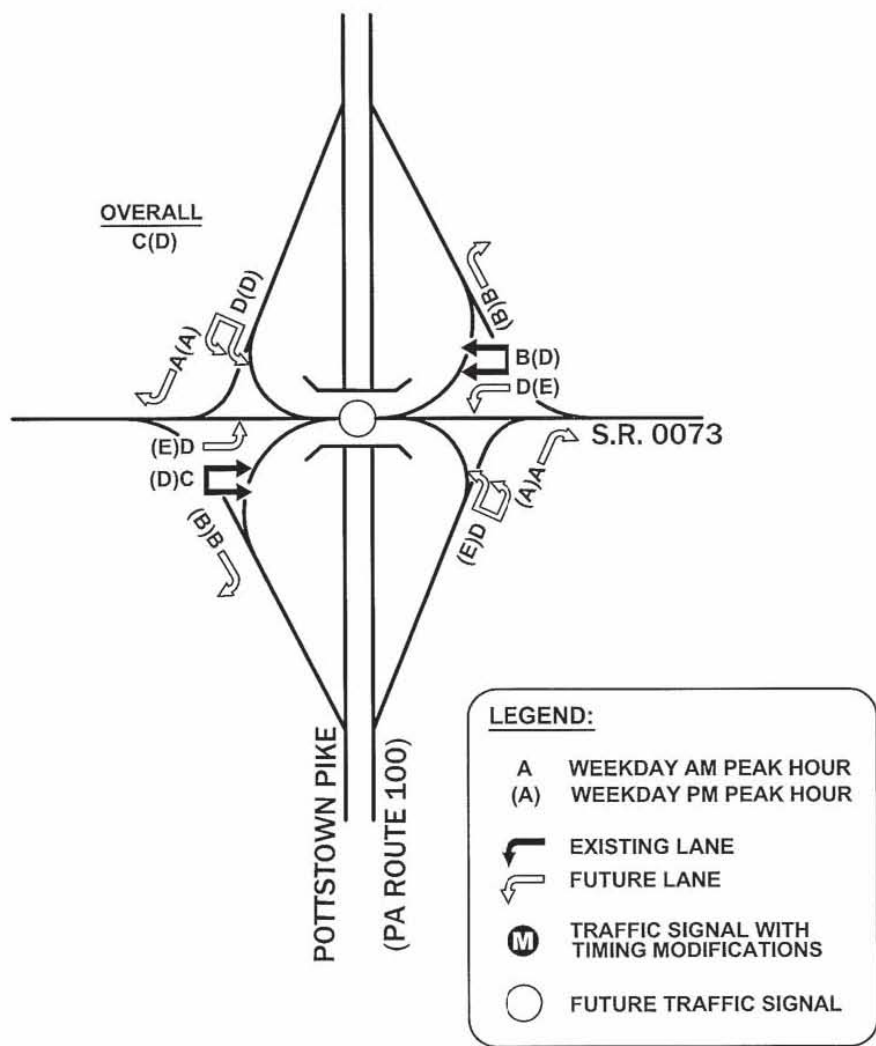 OVERALL
C(D)
D(D)
A(A)
(B)B
B(D)
D(E)
S.R. 0073
(E)D
(D)C
(B)B
(A)A
(E)D
POTTSTOWN PIKE
(PA ROUTE 100)
LEGEND:
A WEEKDAY AM PEAK HOUR
(A) WEEKDAY PM PEAK HOUR
EXISTING LANE
FUTURE LANE
M TRAFFIC SIGNAL WITH
TIMING MODIFICATIONS
FUTURE TRAFFIC SIGNAL